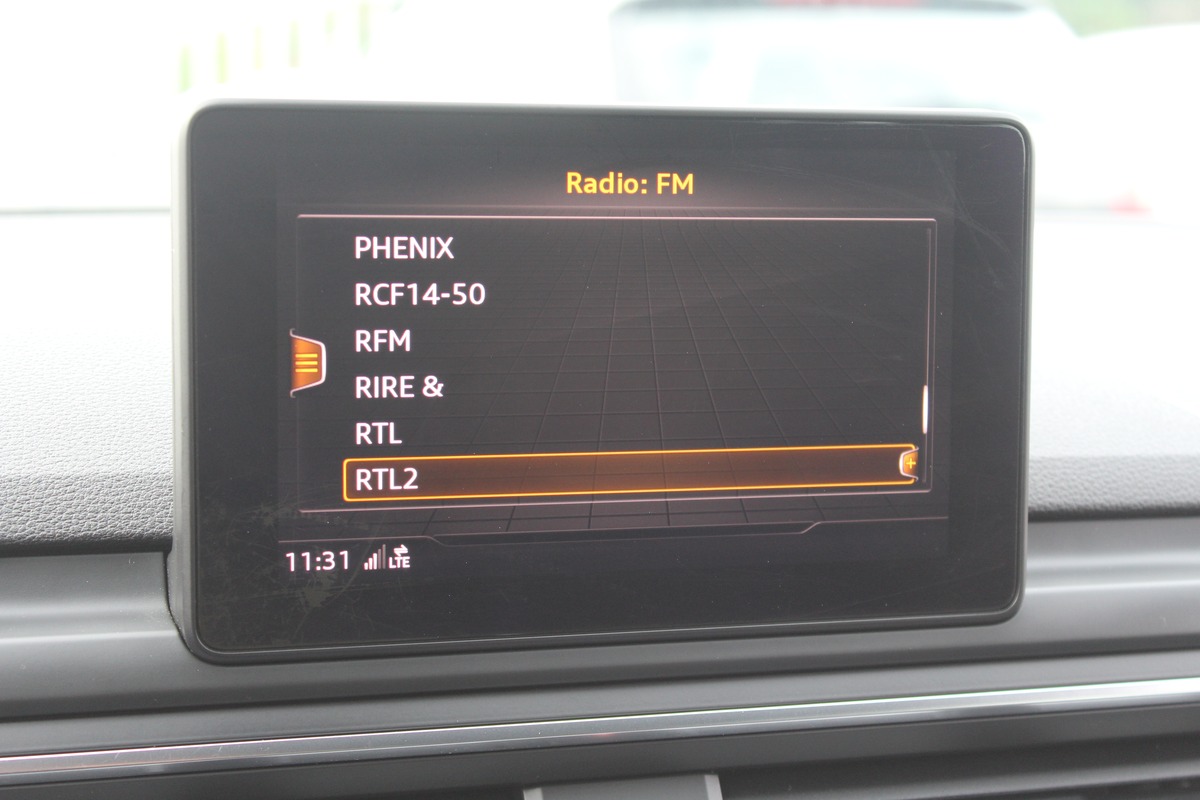 Radio: FM
PHENIX
RCF14-50
RFM
RIRE &
RTL
RTL2
11:31 LTE